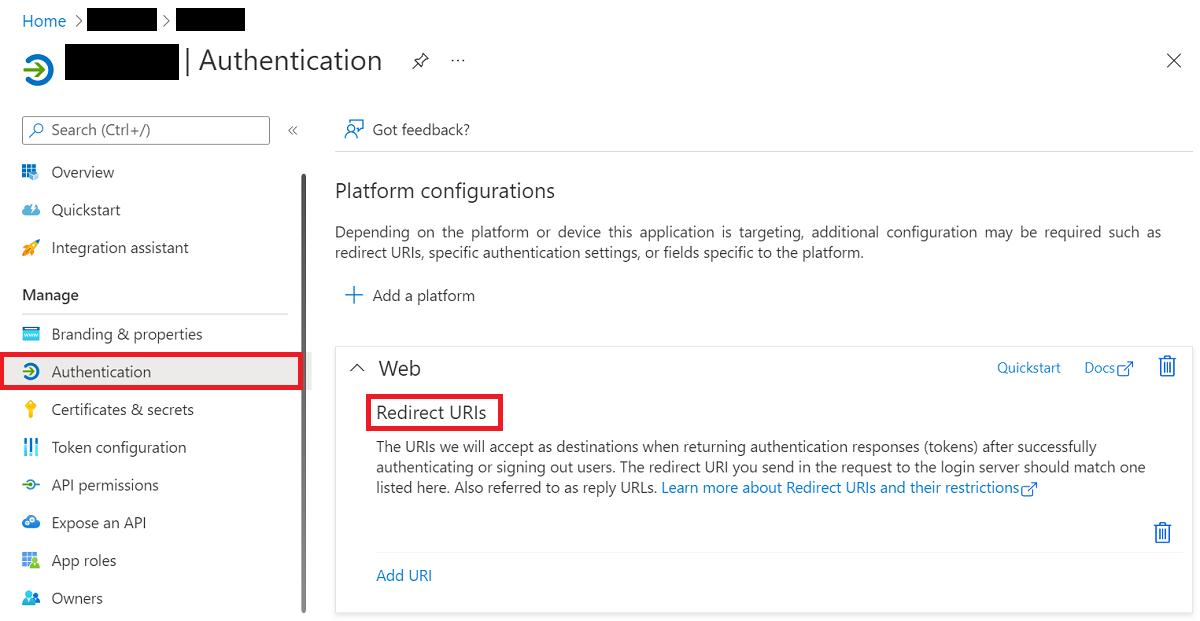 Home > >
| Authentication ...
Search (Ctrl+/) «
Got feedback?
Overview
Quickstart
Integration assistant
Manage
Branding & properties
Authentication
Certificates & secrets
Token configuration
API permissions
Expose an API
App roles
Owners
Platform configurations
Depending on the platform or device this application is targeting, additional configuration may be required such as
redirect URIs, specific authentication settings, or fields specific to the platform.
Add a platform
Web
Quickstart Docs
Redirect URIs
The URIs we will accept as destinations when returning authentication responses (tokens) after successfully
authenticating or signing out users. The redirect URI you send in the request to the login server should match one
listed here. Also referred to as reply URLs. Learn more about Redirect URIs and their restrictions
Add URI